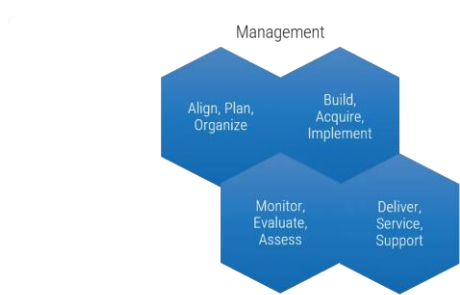 Management
Align, Plan,
Organize
Build,
Acquire,
Implement
Monitor,
Evaluate,
Assess
Deliver,
Service,
Support